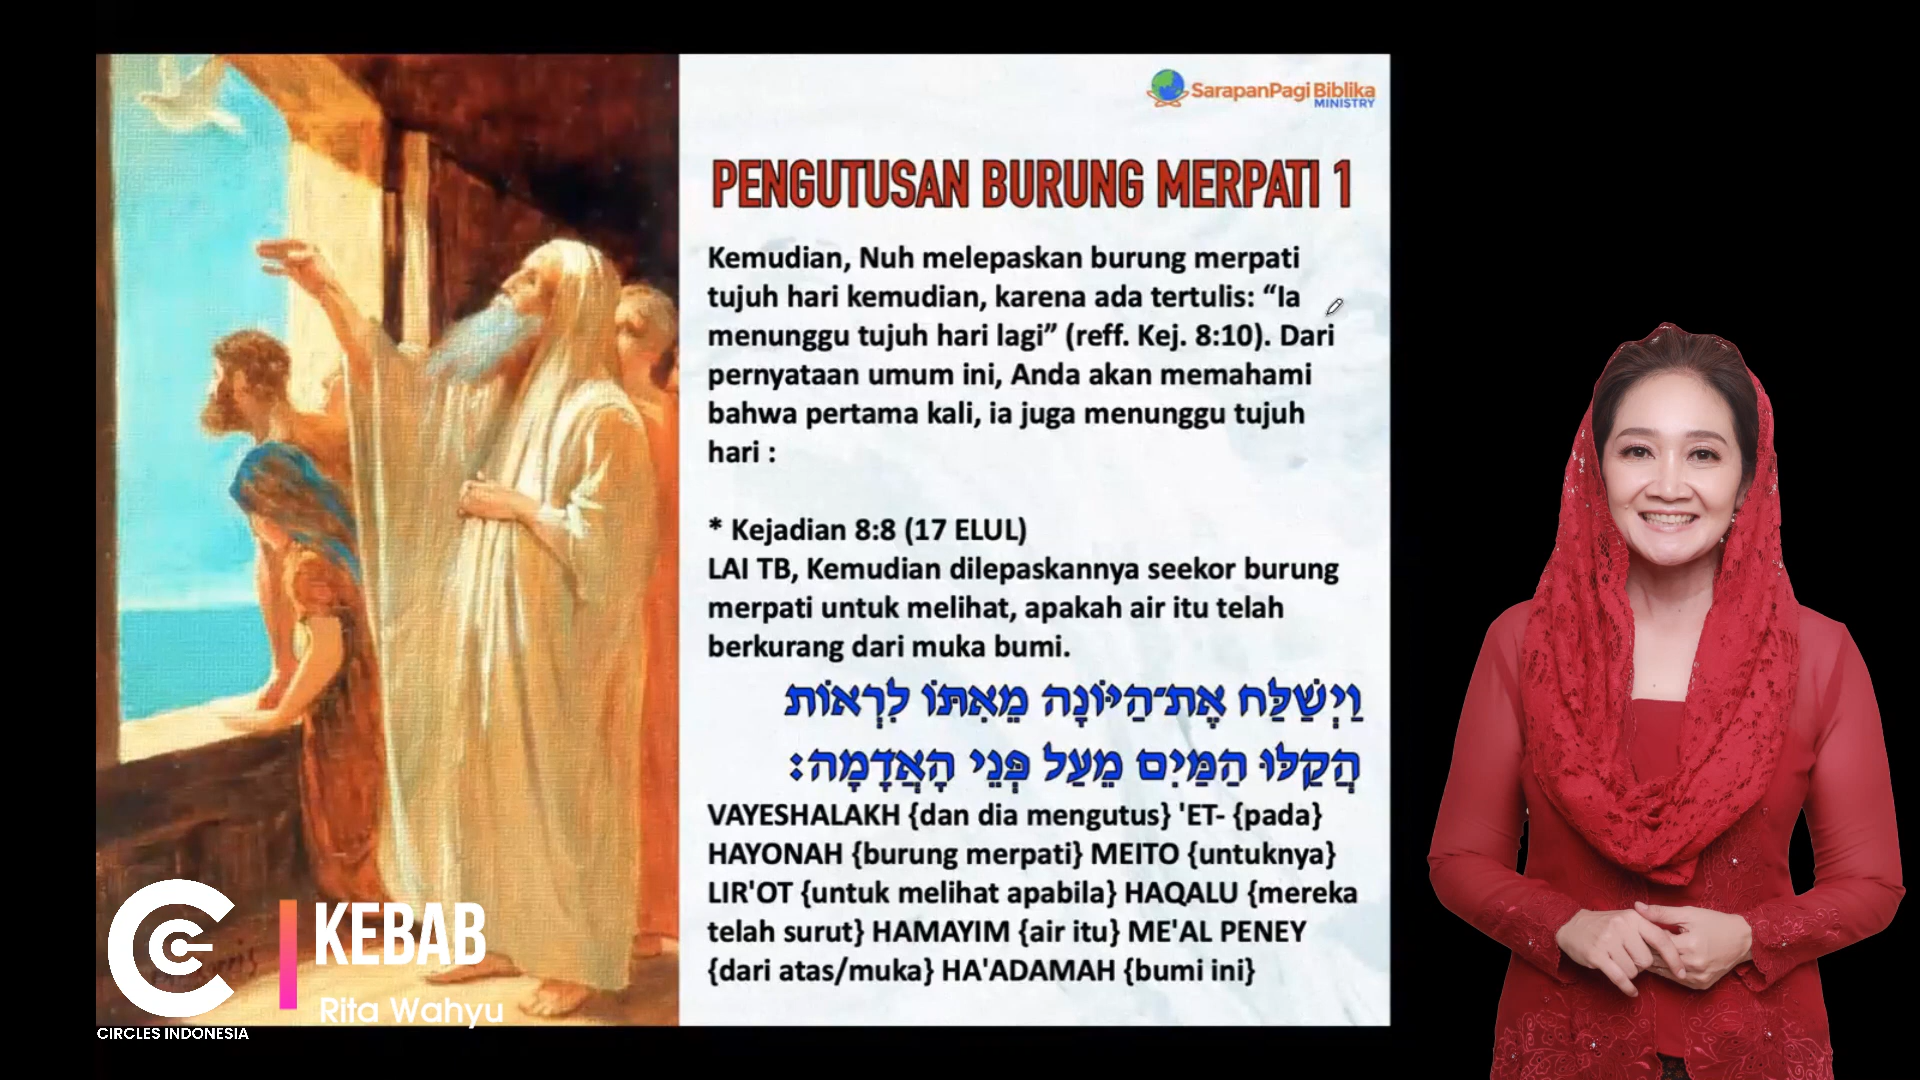 SarapanPagi Biblika
MINISTRY
PENGUTUSAN BURUNG MERPATI 1
Kemudian, Nuh melepaskan burung merpati
tujuh hari kemudian, karena ada tertulis: “Ia
menunggu tujuh hari lagi” (reff. Kej. 8:10). Dari
pernyataan umum ini, Anda akan memahami
bahwa pertama kali, ia juga menunggu tujuh
hari :
* Kejadian 8:8 (17 ELUL)
LAI TB, Kemudian dilepaskannya seekor burung
merpati untuk melihat, apakah air itu telah
berkurang dari muka bumi.
וַיְשַׁלַּח אֶת־הַיּוֹנָה מֵאִתּוֹ לִרְאוֹת
הֲקַלּוּ הַמַּיִם מֵעַל פְּנֵי הָאֲדָמָה׃
VAYESHALAKH {dan dia mengutus} 'ET- {pada}
HAYONAH {burung merpati} MEITO {untuknya}
LIR'OT {untuk melihat apabila} HAQALU {mereka
telah surut} HAMAYIM {air itu} ME'AL PENEY
{dari atas/muka} HA'ADAMAH {bumi ini}
KEBAB
Rita Wahyu
CIRCLES INDONESIA